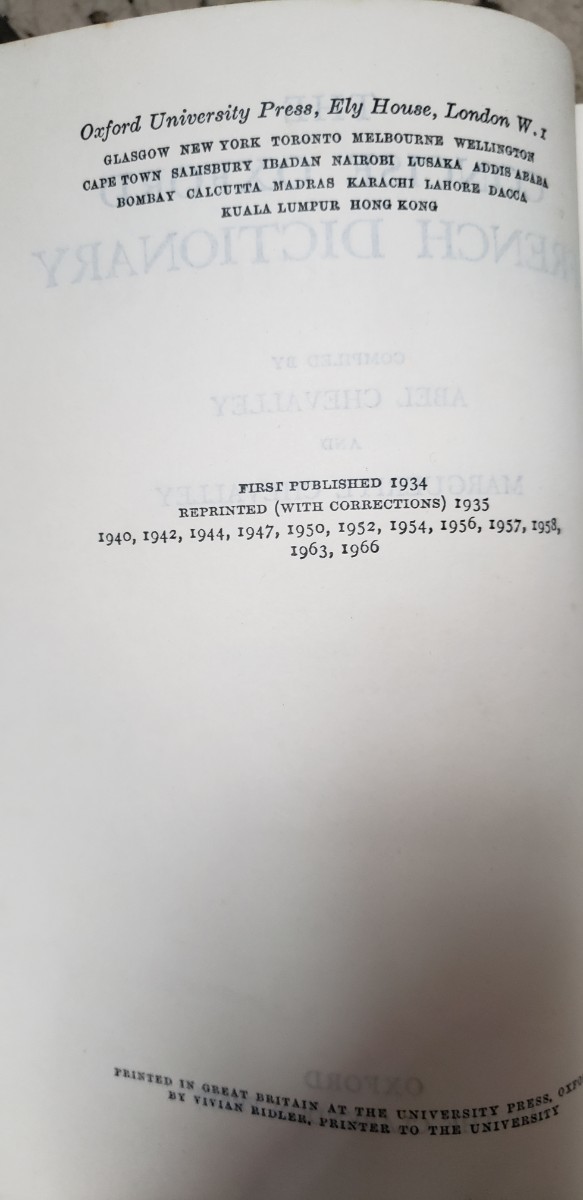 Oxford University Press, Ely House, London W.1
GLASGOW NEW YORK TORONTO MELBOURNE WELLINGTON
CAPE TOWN SALISBURY IBADAN NAIROBI LUSAKA ADDIS ABABA
BOMBAY CALCUTTA MADRAS KARACHI LAHORE DACCA
KUALA LUMPUR HONG KONG
FIRST PUBLISHED 1934
REPRINTED (WITH CORRECTIONS) 1935
1940, 1942, 1944, 1947, 1950, 1952, 1954, 1956, 1957, 1958,
1963, 1966
PRINTED IN GREAT BRITAIN AT THE UNIVERSITY PRESS, OXFO
BY VIVIAN RIDLER, PRINTER TO THE UNIVERSITY